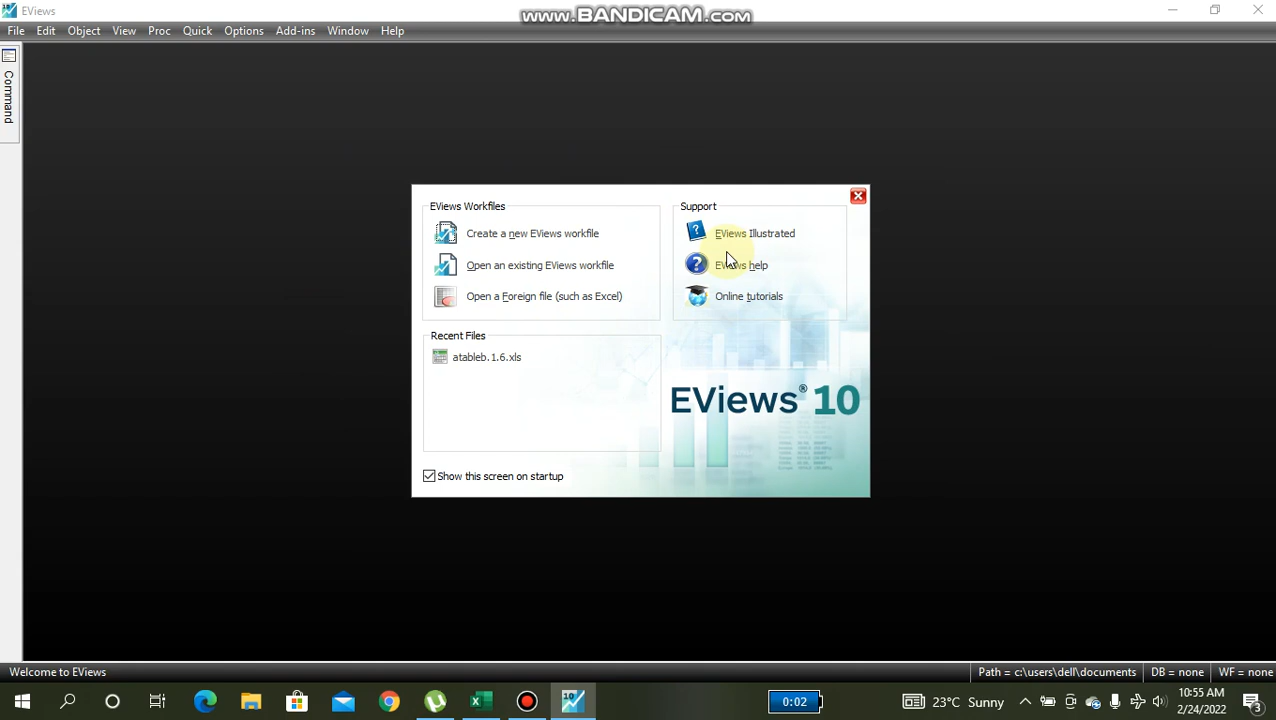 EViews
www.BANDICAM.com
File Edit Object View Proc Quick Options Add-ins Window Help
Command
EViews Workfiles
Create a new EViews workfile
Open an existing EViews workfile
Open a Foreign file (such as Excel)
Support
EViews Illustrated
EViews help
Online tutorials
Recent Files
atableb.1.6.xls
EViews® 10
Show this screen on startup
Welcome to EViews
Path = c:\users\dell\documents DB = none WF = none
10
0:02
23°C Sunny
10:55 AM
2/24/2022
3